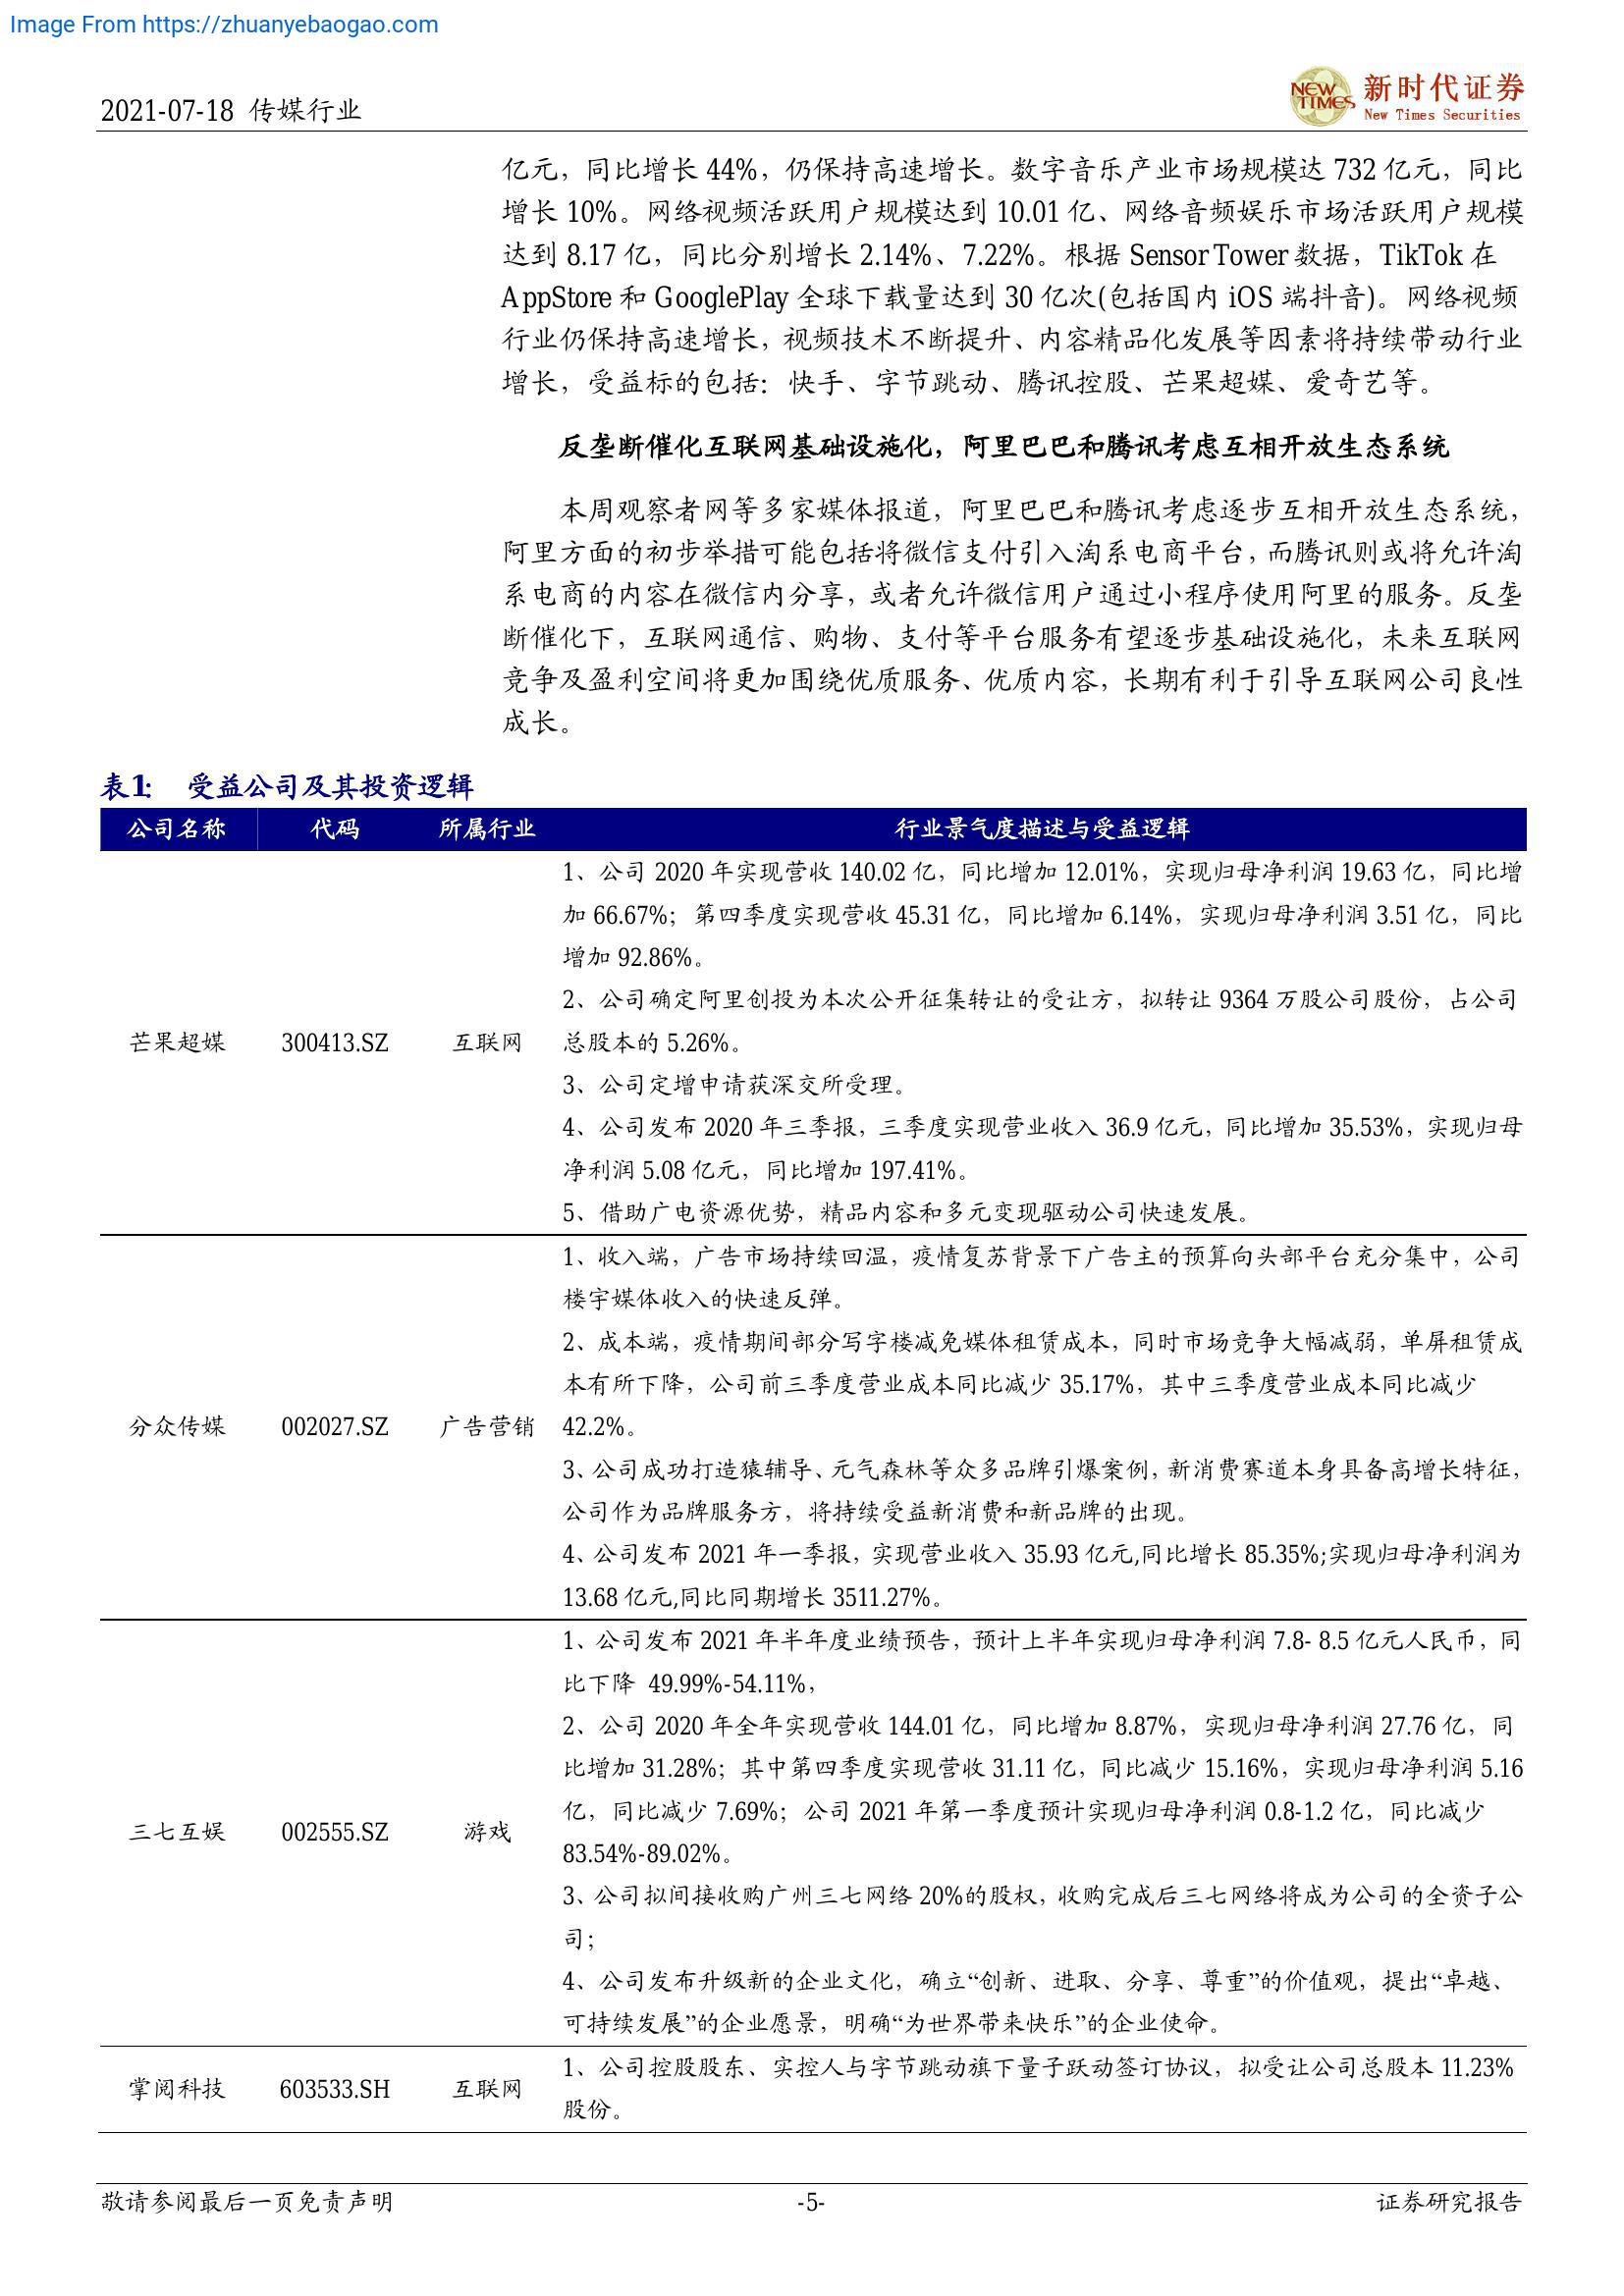 Image From https://zhuanyebaogao.com
2021-07-18 传媒行业
NEW TIMES
新时代证券
New Times Securities
亿元，同比增长 44%，仍保持高速增长。数字音乐产业市场规模达 732 亿元，同比
增长 10%。网络视频活跃用户规模达到 10.01 亿、网络音频娱乐市场活跃用户规模
达到 8.17 亿，同比分别增长 2.14%、7.22%。根据 Sensor Tower 数据，TikTok 在
AppStore 和 GooglePlay 全球下载量达到 30 亿次(包括国内 iOS 端抖音)。网络视频
行业仍保持高速增长，视频技术不断提升、内容精品化发展等因素将持续带动行业
增长，受益标的包括：快手、字节跳动、腾讯控股、芒果超媒、爱奇艺等。
反垄断催化互联网基础设施化，阿里巴巴和腾讯考虑互相开放生态系统
本周观察者网等多家媒体报道，阿里巴巴和腾讯考虑逐步互相开放生态系统，
阿里方面的初步举措可能包括将微信支付引入淘系电商平台，而腾讯则或将允许淘
系电商的内容在微信内分享，或者允许微信用户通过小程序使用阿里的服务。反垄
断催化下，互联网通信、购物、支付等平台服务有望逐步基础设施化，未来互联网
竞争及盈利空间将更加围绕优质服务、优质内容，长期有利于引导互联网公司良性
成长。
表1: 受益公司及其投资逻辑
公司名称 代码 所属行业 行业景气度描述与受益逻辑
1、公司 2020 年实现营收 140.02 亿，同比增加 12.01%，实现归母净利润 19.63 亿，同比增
加 66.67%；第四季度实现营收 45.31 亿，同比增加 6.14%，实现归母净利润 3.51 亿，同比
增加 92.86%。
2、公司确定阿里创投为本次公开征集转让的受让方，拟转让 9364 万股公司股份，占公司
芒果超媒 300413.SZ 互联网 总股本的 5.26%。
3、公司定增申请获深交所受理。
4、公司发布 2020 年三季报，三季度实现营业收入 36.9 亿元，同比增加 35.53%，实现归母
净利润 5.08 亿元，同比增加 197.41%。
5、借助广电资源优势，精品内容和多元变现驱动公司快速发展。
1、收入端，广告市场持续回温，疫情复苏背景下广告主的预算向头部平台充分集中，公司
楼宇媒体收入的快速反弹。
2、成本端，疫情期间部分写字楼减免媒体租赁成本，同时市场竞争大幅减弱，单屏租赁成
本有所下降，公司前三季度营业成本同比减少 35.17%，其中三季度营业成本同比减少
分众传媒 002027.SZ 广告营销 42.2%。
3、公司成功打造猿辅导、元气森林等众多品牌引爆案例，新消费赛道本身具备高增长特征，
公司作为品牌服务方，将持续受益新消费和新品牌的出现。
4、公司发布 2021 年一季报，实现营业收入 35.93 亿元,同比增长 85.35%;实现归母净利润为
13.68 亿元,同比同期增长 3511.27%。
1、公司发布 2021 年半年度业绩预告，预计上半年实现归母净利润 7.8- 8.5 亿元人民币，同
比下降 49.99%-54.11%，
2、公司 2020 年全年实现营收 144.01 亿，同比增加 8.87%，实现归母净利润 27.76 亿，同
比增加 31.28%；其中第四季度实现营收 31.11 亿，同比减少 15.16%，实现归母净利润 5.16
亿，同比减少 7.69%；公司 2021 年第一季度预计实现归母净利润 0.8-1.2 亿，同比减少
三七互娱 002555.SZ 游戏 83.54%-89.02%。
3、公司拟间接收购广州三七网络 20%的股权，收购完成后三七网络将成为公司的全资子公
司；
4、公司发布升级新的企业文化，确立“创新、进取、分享、尊重”的价值观，提出“卓越、
可持续发展”的企业愿景，明确“为世界带来快乐”的企业使命。
1、公司控股股东、实控人与字节跳动旗下量子跃动签订协议，拟受让公司总股本 11.23%
掌阅科技 603533.SH 互联网 股份。
敬请参阅最后一页免责声明 -5- 证券研究报告